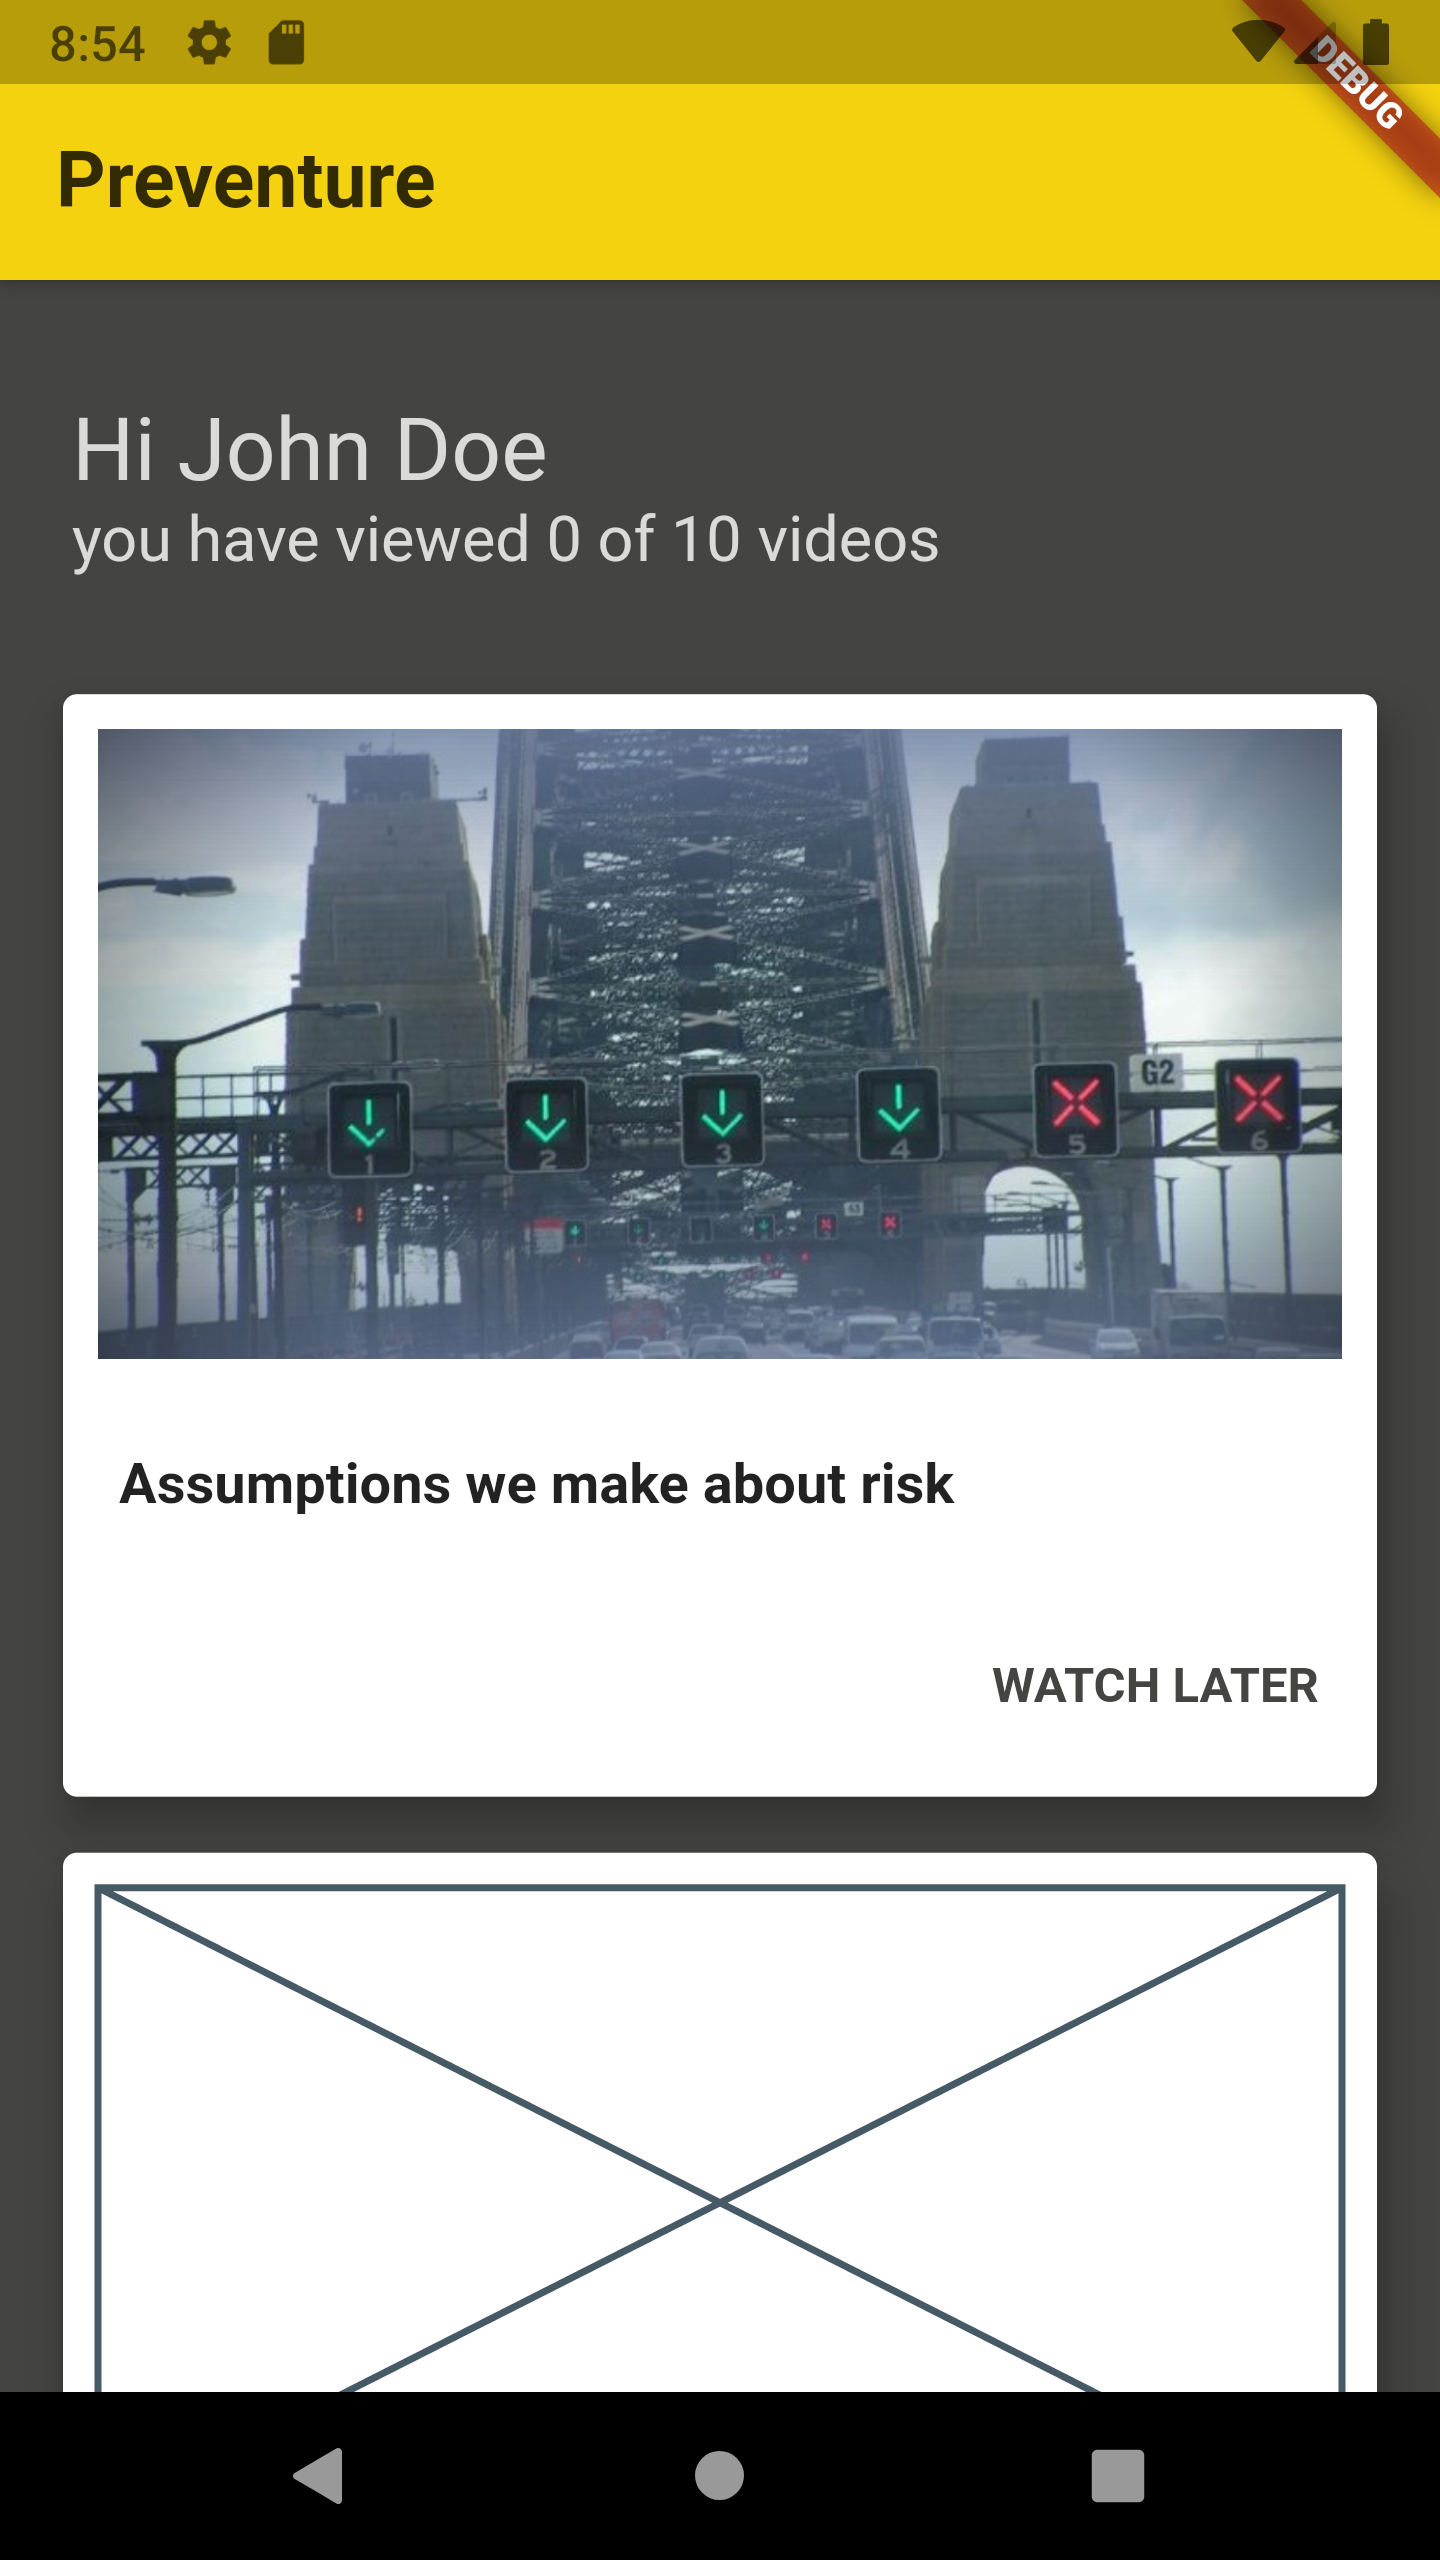 8:54
DEBUG
Preventure
Hi John Doe
you have viewed 0 of 10 videos
G2
1 2 3 4 5 6
Assumptions we make about risk
WATCH LATER